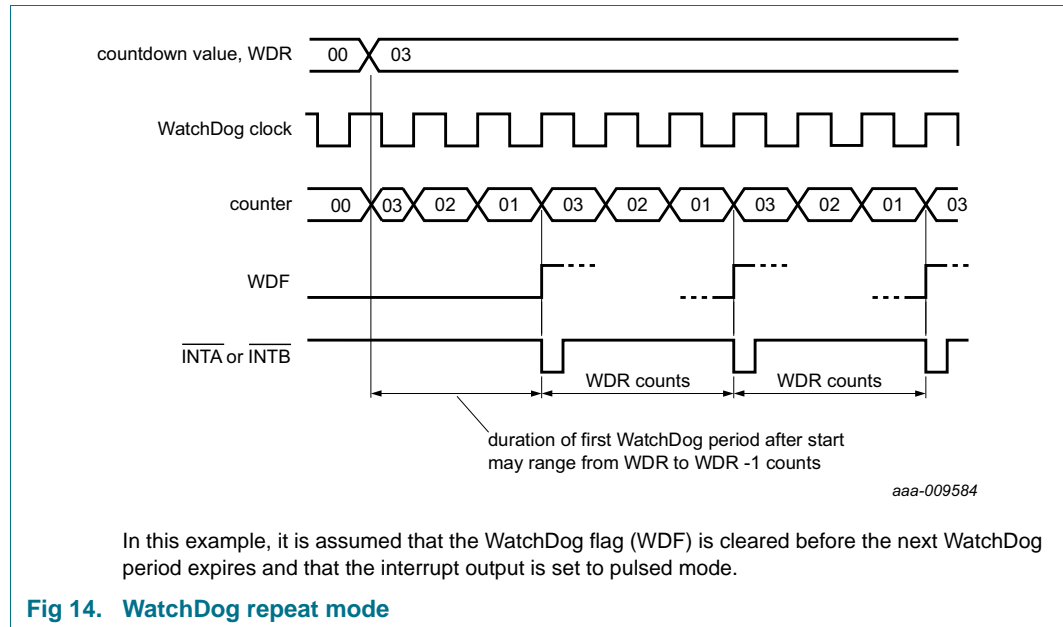 countdown value, WDR 00 03
WatchDog clock
counter 00 03 02 01 03 02 01 03 02 01 03
WDF
INTA or INTB
WDR counts WDR counts
duration of first WatchDog period after start
may range from WDR to WDR -1 counts
aaa-009584
In this example, it is assumed that the WatchDog flag (WDF) is cleared before the next WatchDog
period expires and that the interrupt output is set to pulsed mode.
Fig 14. WatchDog repeat mode